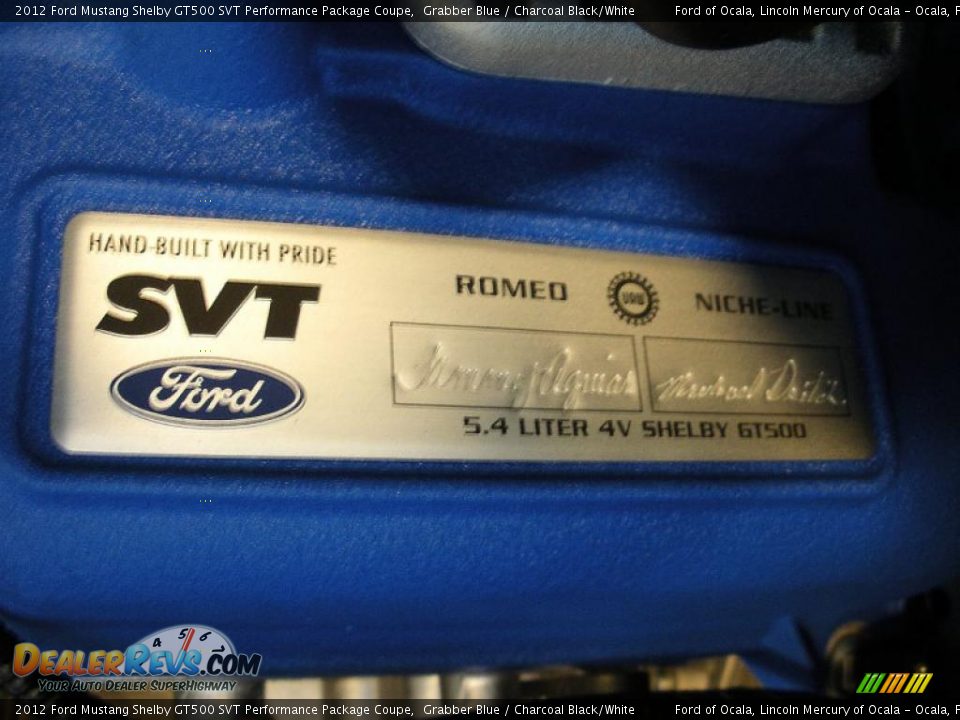 2012 Ford Mustang Shelby GT500 SVT Performance Package Coupe, Grabber Blue / Charcoal Black/White Ford of Ocala, Lincoln Mercury of Ocala - Ocala, F
HAND-BUILT WITH PRIDE
SVT
Ford
ROMEO
NICHE-LINE
5.4 LITER 4V SHELBY GT500
4 5 6
DEALERREVS.COM
YOUR AUTO DEALER SUPERHIGHWAY
2012 Ford Mustang Shelby GT500 SVT Performance Package Coupe, Grabber Blue / Charcoal Black/White Ford of Ocala, Lincoln Mercury of Ocala - Ocala, F